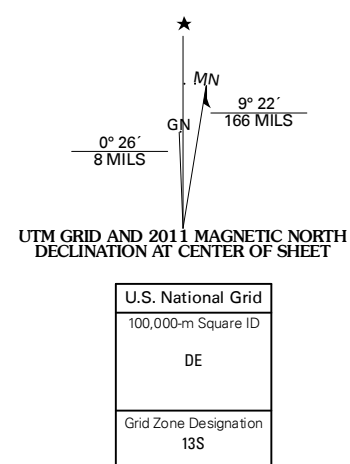 MN
GN
9° 22´
166 MILS
0° 26´
8 MILS
UTM GRID AND 2011 MAGNETIC NORTH
DECLINATION AT CENTER OF SHEET
U.S. National Grid
100,000-m Square ID
DE
Grid Zone Designation
13S